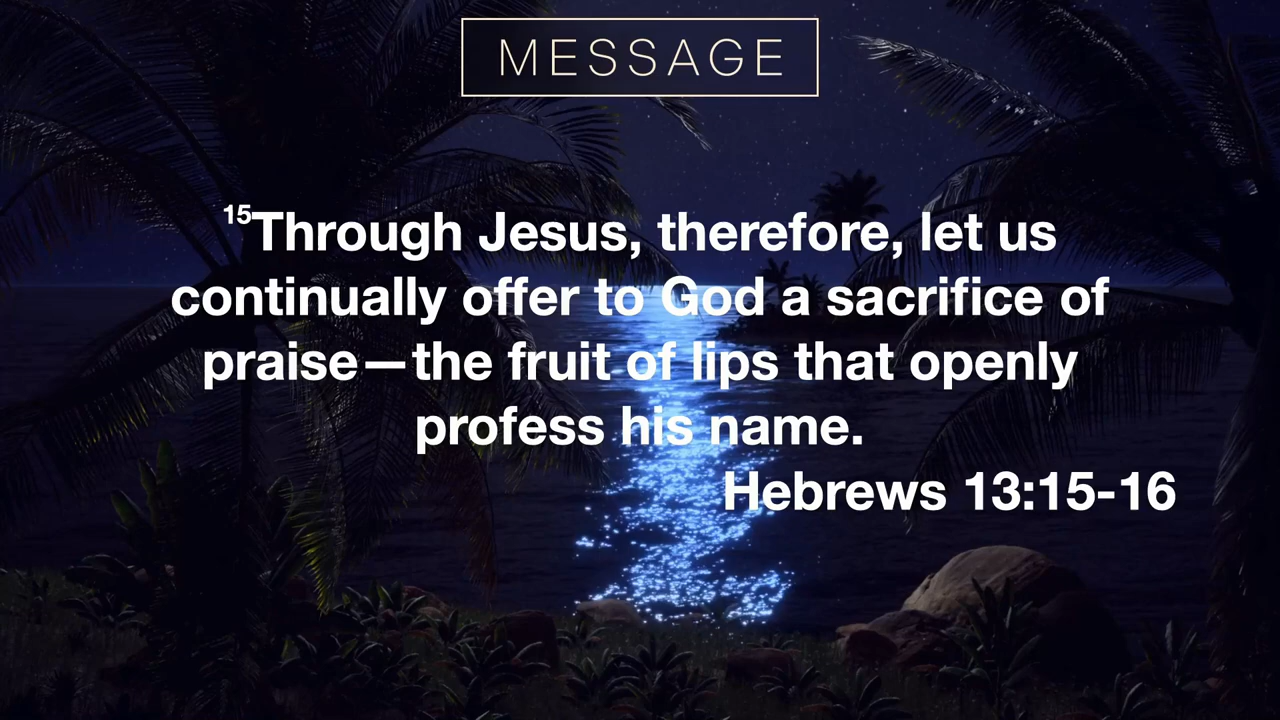 MESSAGE
15Through Jesus, therefore, let us
continually offer to God a sacrifice of
praise—the fruit of lips that openly
profess his name.
Hebrews 13:15-16